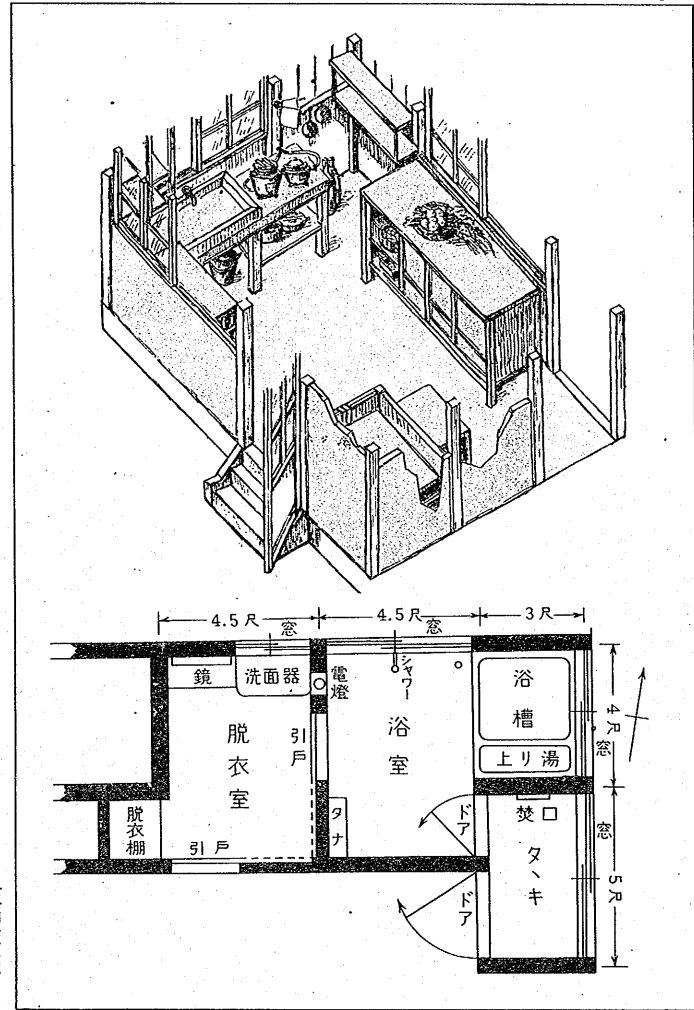 4.5尺
4.5尺
3尺
窓
窓
鏡
洗面器
電燈
シャワー
浴槽
4尺
窓
脱衣室
引戸
浴室
上り湯
脱衣棚
引戸
タナ
ドア
焚口
窓
タヽキ
5尺
ドア